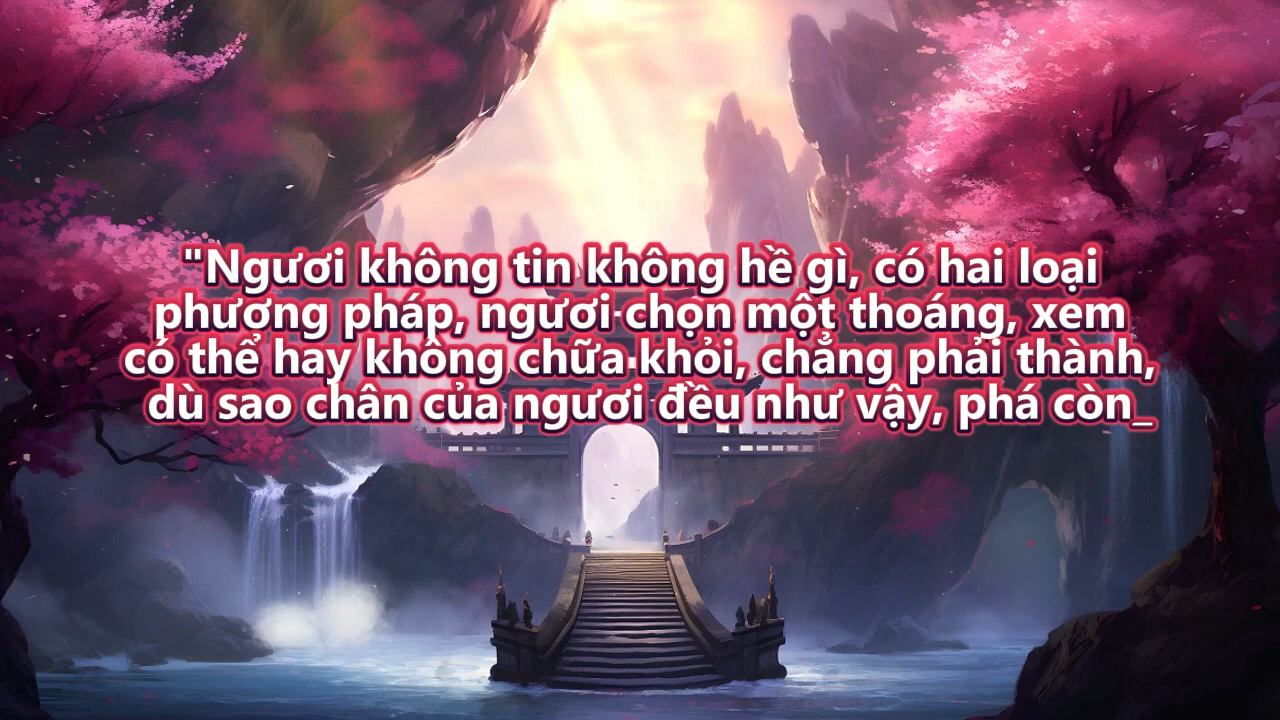 "Ngươi không tin không hề gì, có hai loại
phương pháp, ngươi chọn một thoáng, xem
có thể hay không chữa khỏi, chẳng phải thành,
dù sao chân của ngươi đều như vậy, phá còn_